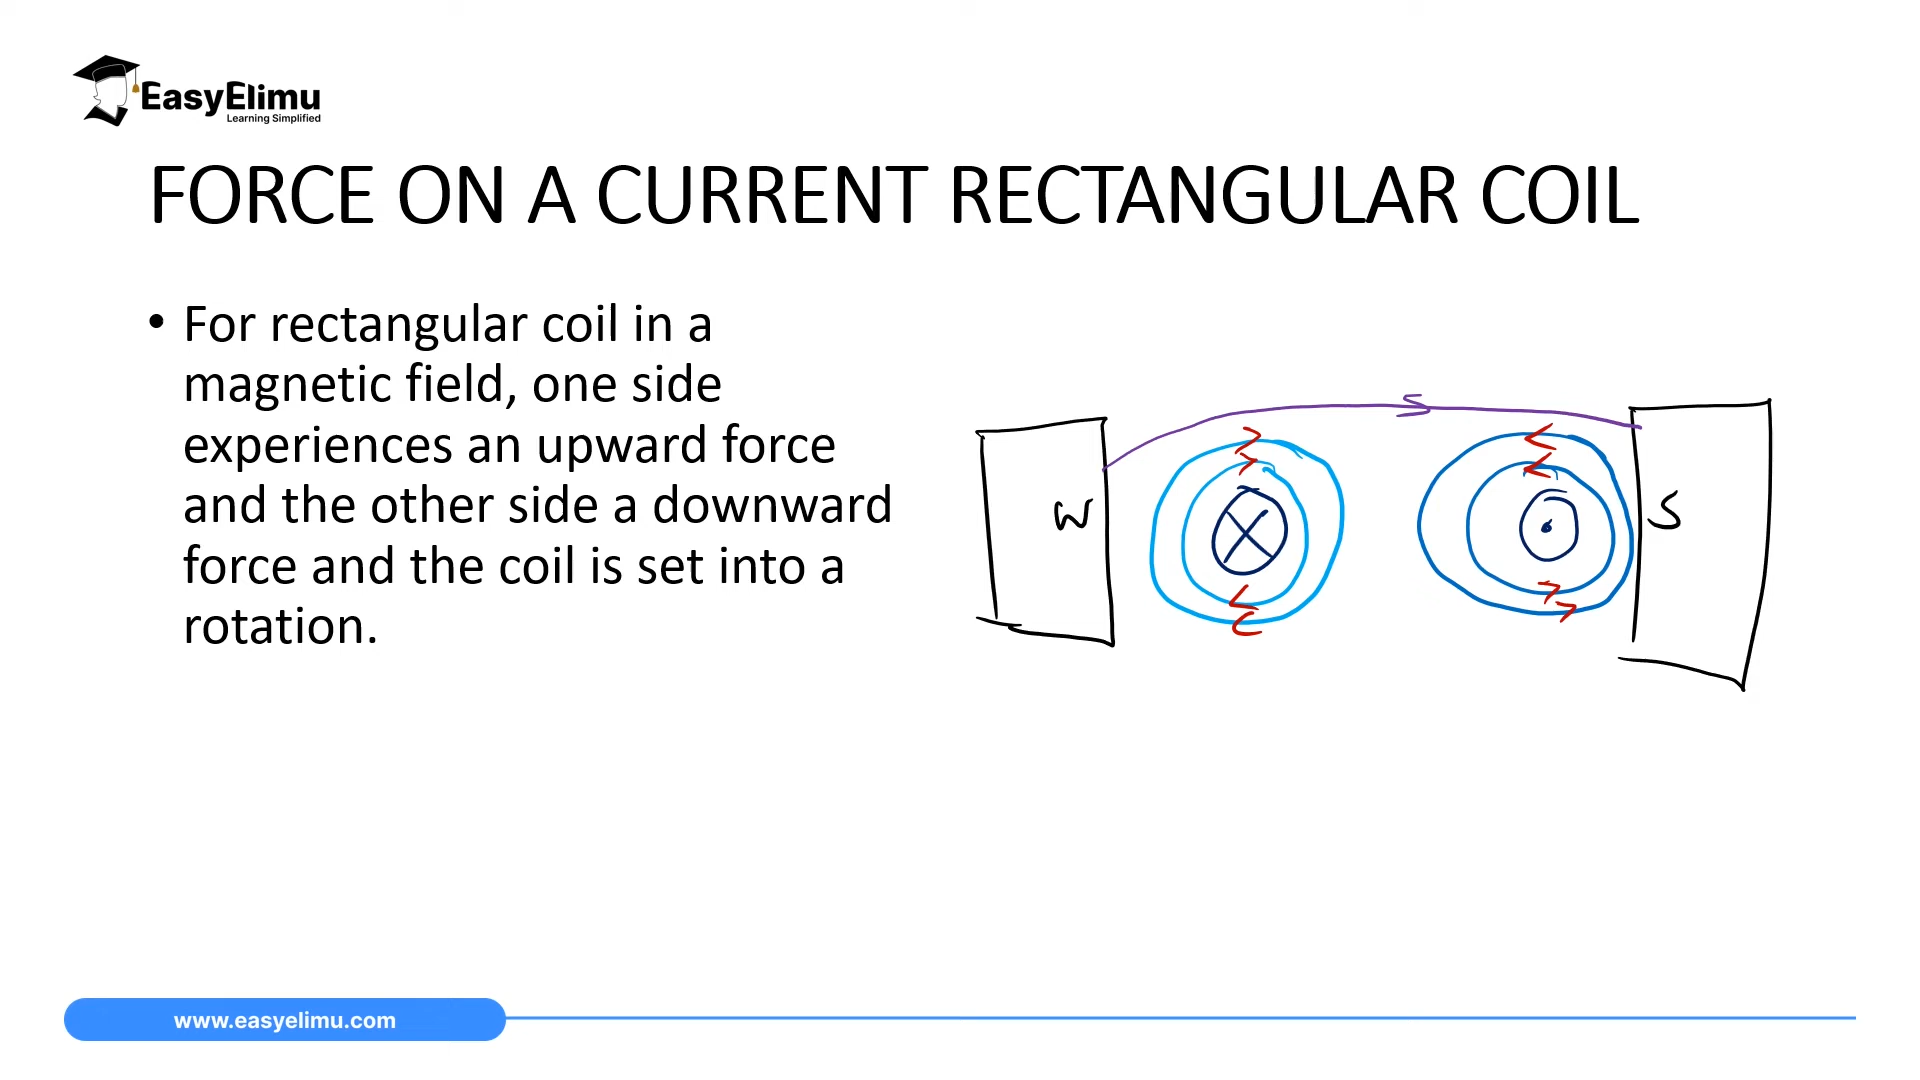 EasyElimu
Learning Simplified
FORCE ON A CURRENT RECTANGULAR COIL
• For rectangular coil in a
magnetic field, one side
experiences an upward force
and the other side a downward
force and the coil is set into a
rotation.
N
S
www.easyelimu.com